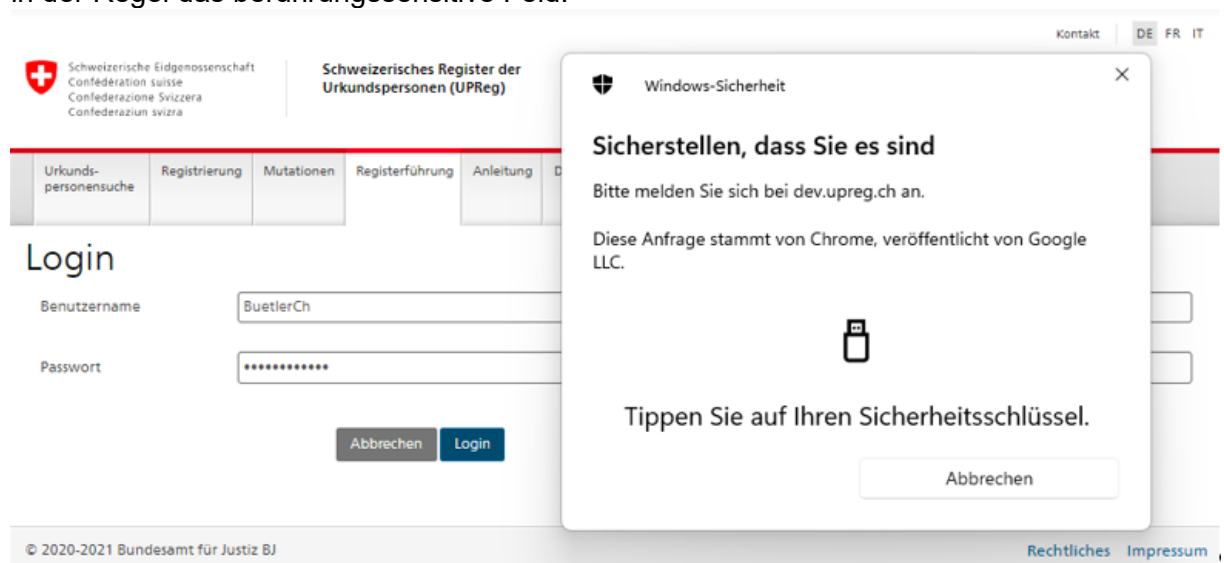 in der Regel das berührungssensitive Feld.
Kontakt DE FR IT
Schweizerische Eidgenossenschaft
Confédération suisse
Confederazione Svizzera
Confederaziun svizra
Schweizerisches Register der
Urkundspersonen (UPReg)
Urkunds-
personensuche
Registrierung
Mutationen
Registerführung
Anleitung
D
Login
Benutzername
BuetlerCh
Passwort
••••••••••••
Abbrechen
Login
Windows-Sicherheit
Sicherstellen, dass Sie es sind
Bitte melden Sie sich bei dev.upreg.ch an.
Diese Anfrage stammt von Chrome, veröffentlicht von Google
LLC.
Tippen Sie auf Ihren Sicherheitsschlüssel.
Abbrechen
© 2020-2021 Bundesamt für Justiz BJ
Rechtliches Impressum